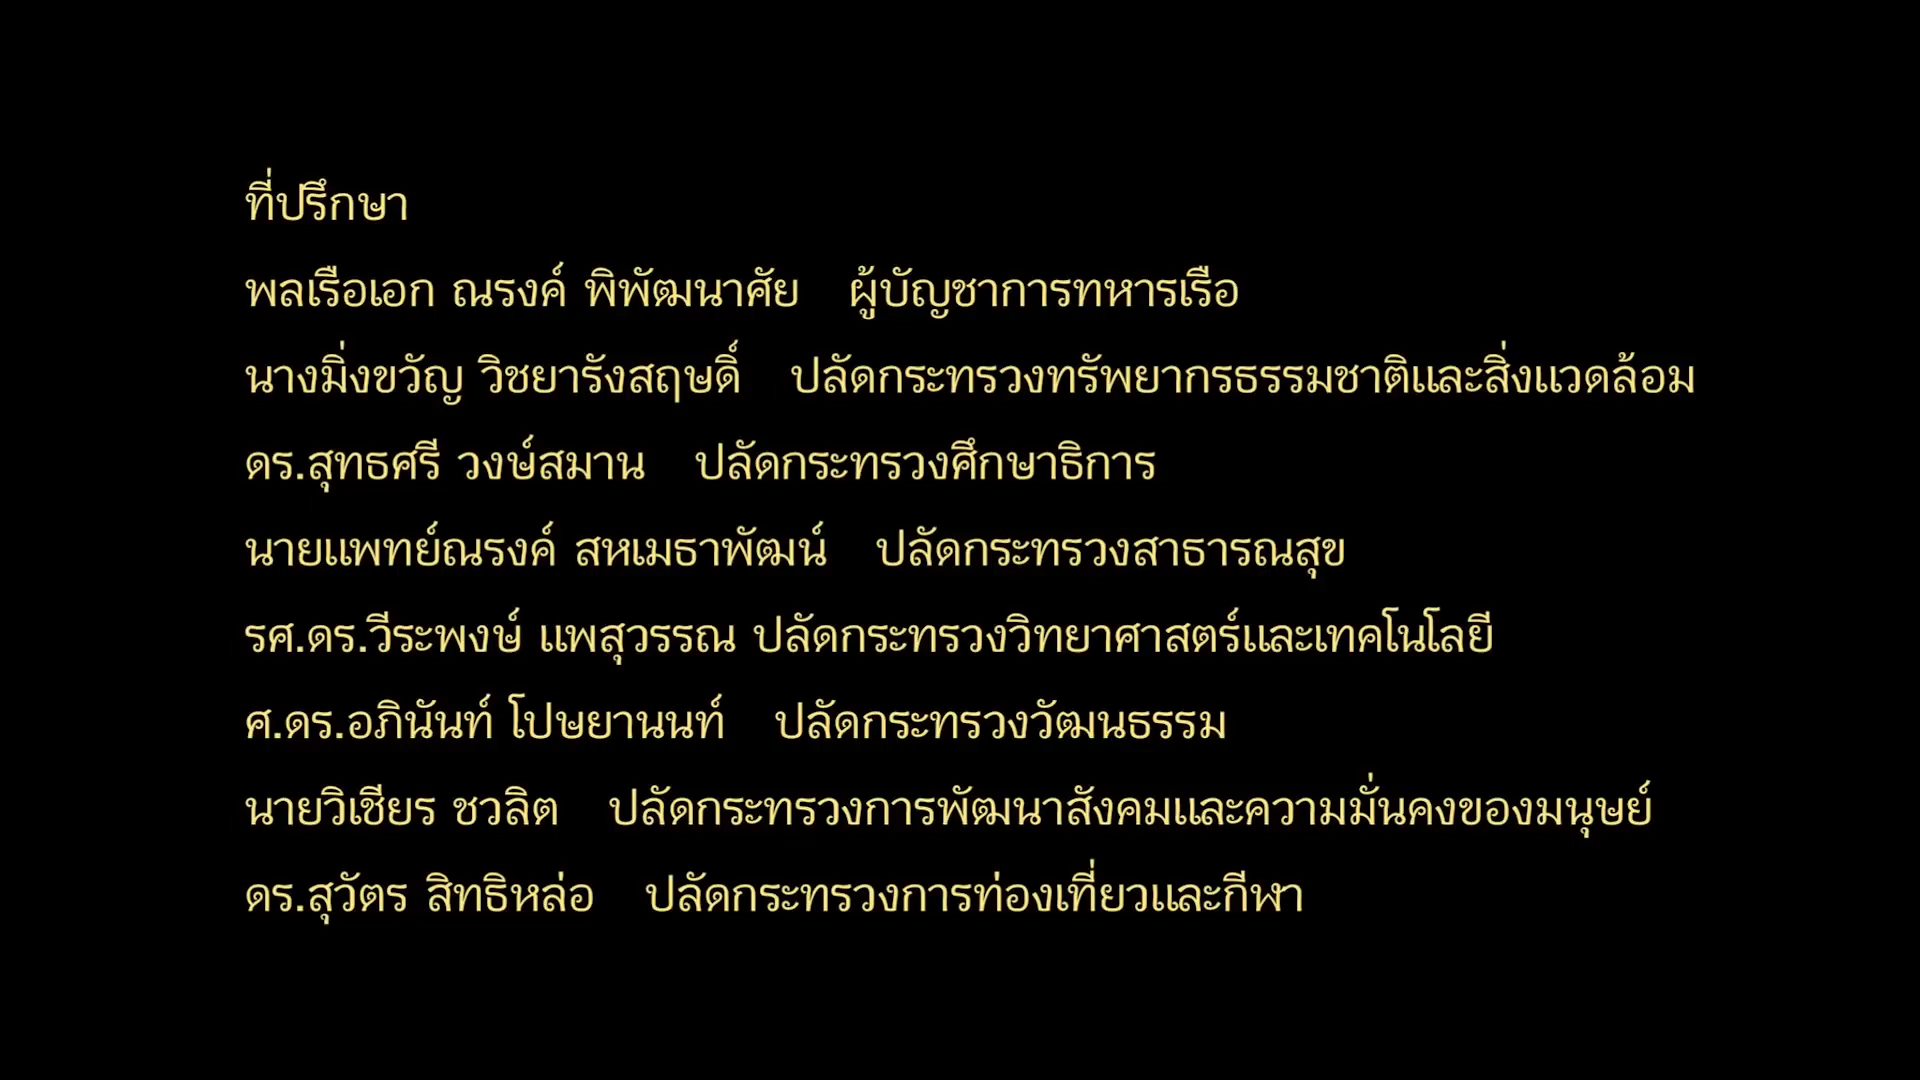 ที่ปรึกษา
พลเรือเอก ณรงค์ พิพัฒนาศัย ผู้บัญชาการทหารเรือ
นางมิ่งขวัญ วิชยารังสฤษดิ์ ปลัดกระทรวงทรัพยากรธรรมชาติและสิ่งแวดล้อม
ดร.สุทธศรี วงษ์สมาน ปลัดกระทรวงศึกษาธิการ
นายแพทย์ณรงค์ สหเมธาพัฒน์ ปลัดกระทรวงสาธารณสุข
รศ.ดร.วีระพงษ์ แพสุวรรณ ปลัดกระทรวงวิทยาศาสตร์และเทคโนโลยี
ศ.ดร.อภินันท์ โปษยานนท์ ปลัดกระทรวงวัฒนธรรม
นายวิเชียร ชวลิต ปลัดกระทรวงการพัฒนาสังคมและความมั่นคงของมนุษย์
ดร.สุวัตร สิทธิหล่อ ปลัดกระทรวงการท่องเที่ยวและกีฬา